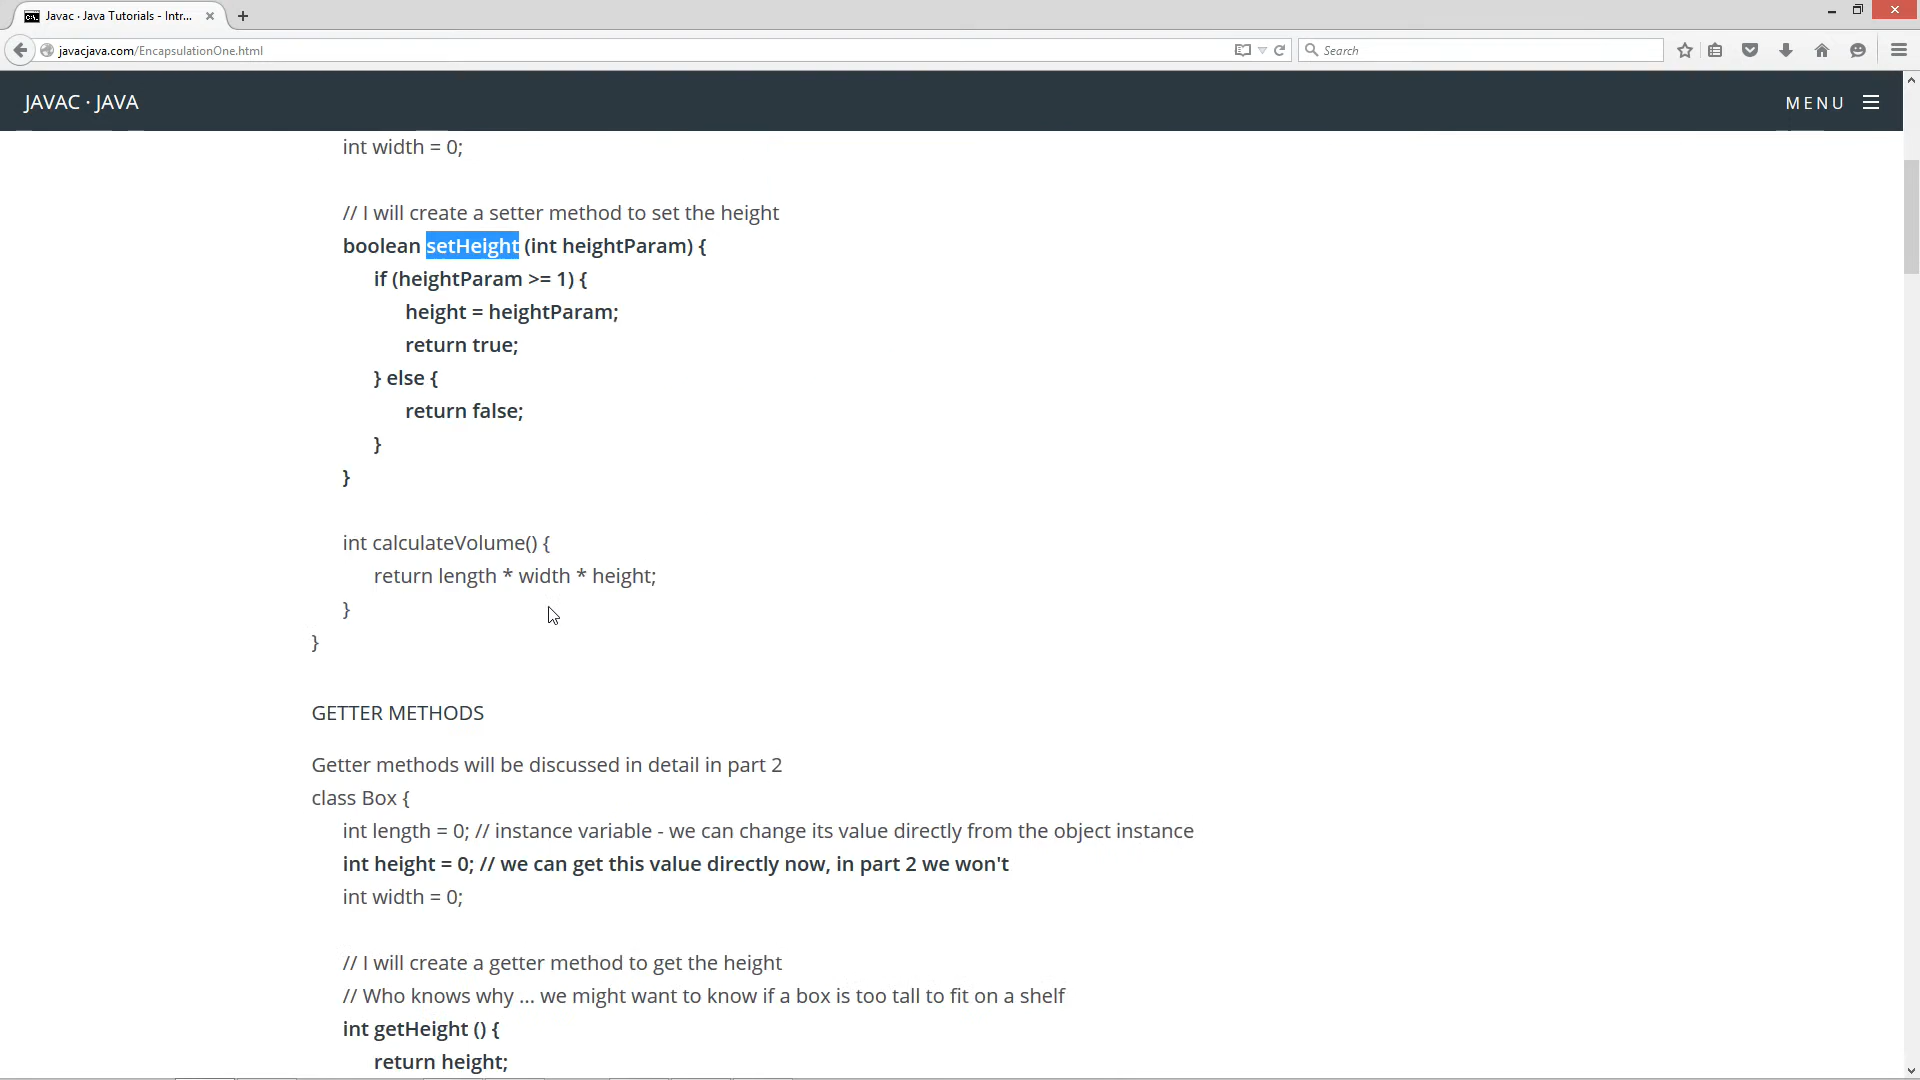 Javac · Java Tutorials - Intr...
javacjava.com/EncapsulationOne.html
Search
JAVAC · JAVA
MENU
int width = 0;
// I will create a setter method to set the height
boolean setHeight (int heightParam) {
if (heightParam >= 1) {
height = heightParam;
return true;
} else {
return false;
}
}
int calculateVolume() {
return length * width * height;
}
}
GETTER METHODS
Getter methods will be discussed in detail in part 2
class Box {
int length = 0; // instance variable - we can change its value directly from the object instance
int height = 0; // we can get this value directly now, in part 2 we won't
int width = 0;
// I will create a getter method to get the height
// Who knows why ... we might want to know if a box is too tall to fit on a shelf
int getHeight () {
return height;